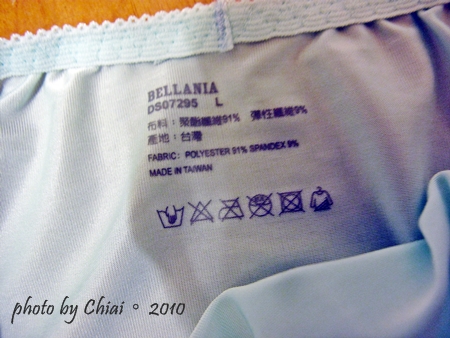 BELLANIA
DS07295 L
布料：聚酯纖維91% 彈性纖維9%
產地：台灣
FABRIC: POLYESTER 91% SPANDEX 9%
MADE IN TAIWAN
photo by Chiai。2010